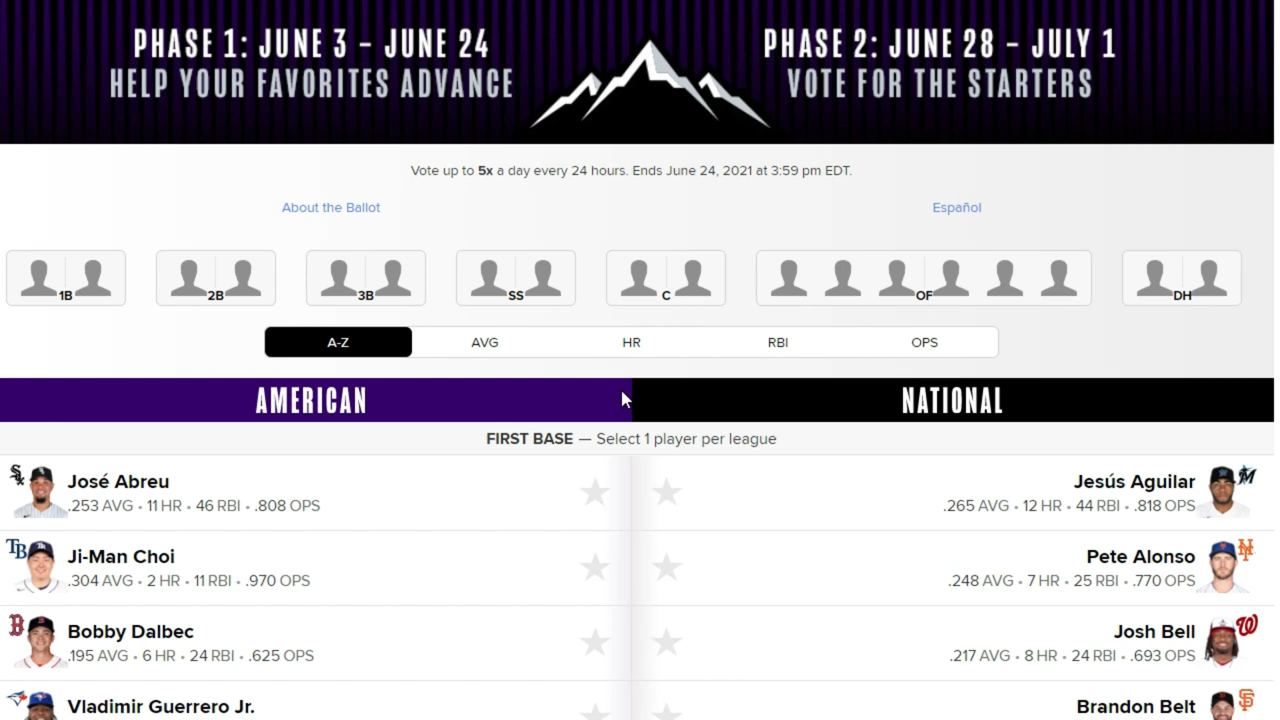 PHASE 1: JUNE 3 – JUNE 24
HELP YOUR FAVORITES ADVANCE
PHASE 2: JUNE 28 – JULY 1
VOTE FOR THE STARTERS
Vote up to 5x a day every 24 hours. Ends June 24, 2021 at 3:59 pm EDT.
About the Ballot
Español
1B
2B
3B
SS
C
OF
DH
A-Z
AVG
HR
RBI
OPS
AMERICAN
NATIONAL
FIRST BASE — Select 1 player per league
José Abreu
.253 AVG • 11 HR • 46 RBI • .808 OPS
Jesús Aguilar
.265 AVG • 12 HR • 44 RBI • .818 OPS
Ji-Man Choi
.304 AVG • 2 HR • 11 RBI • .970 OPS
Pete Alonso
.248 AVG • 7 HR • 25 RBI • .770 OPS
Bobby Dalbec
.195 AVG • 6 HR • 24 RBI • .625 OPS
Josh Bell
.217 AVG • 8 HR • 24 RBI • .693 OPS
Vladimir Guerrero Jr.
Brandon Belt